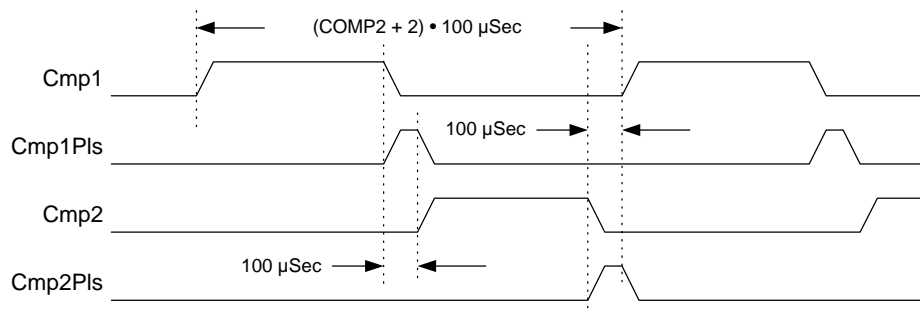 (COMP2 + 2) • 100 µSec
Cmp1
100 µSec
Cmp1Pls
Cmp2
100 µSec
Cmp2Pls